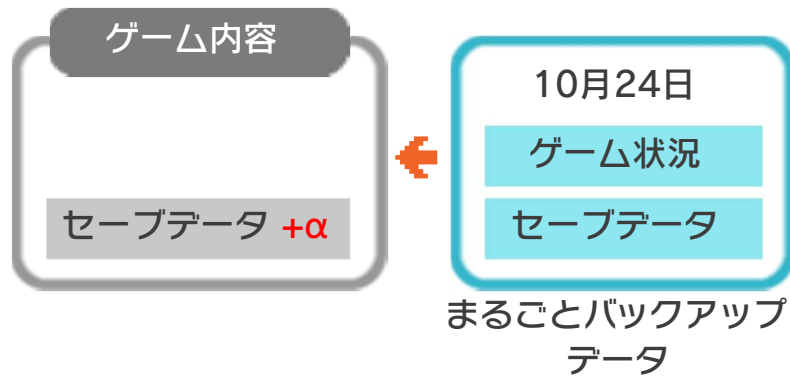 ゲーム内容
セーブデータ +α
10月24日
ゲーム状況
セーブデータ
まるごとバックアップ
データ